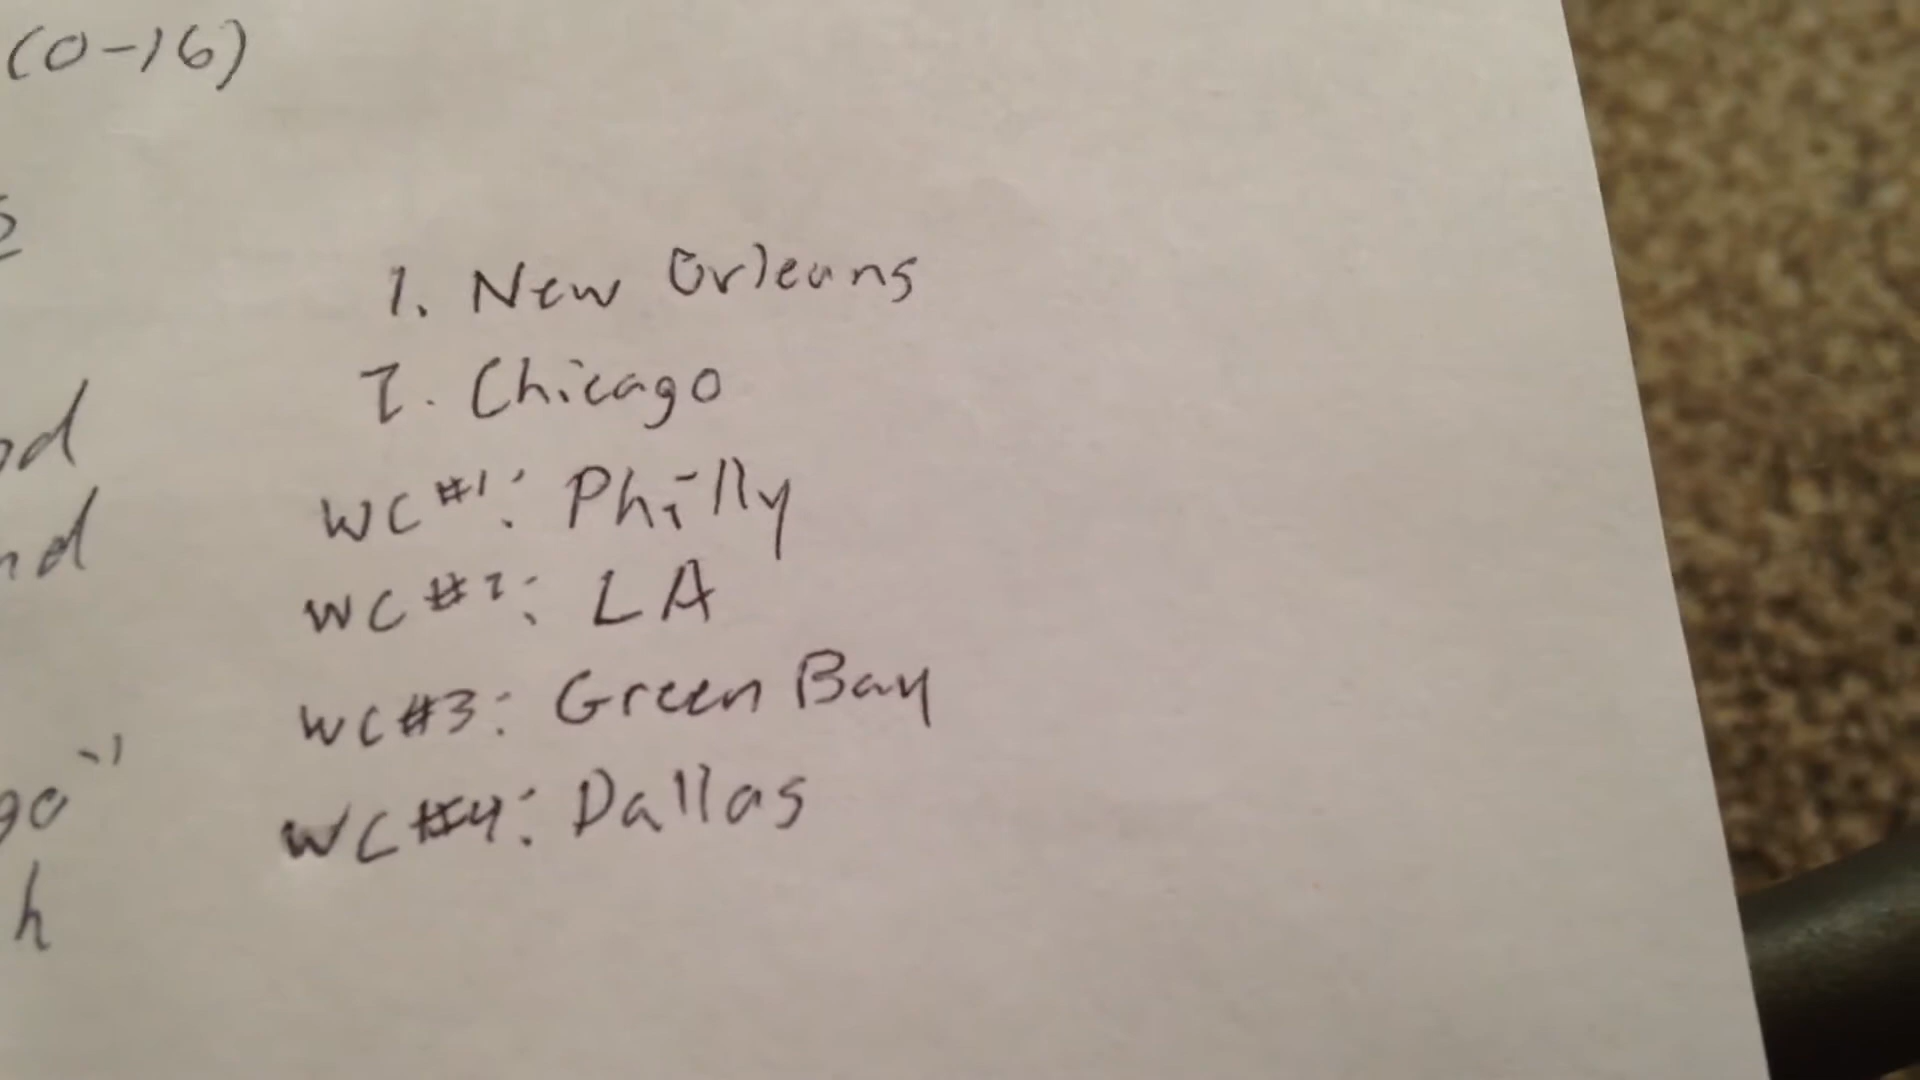 (0-16)
1. New Orleans
2. Chicago
WC #1: Philly
WC #2: LA
WC #3: Green Bay
WC #4: Dallas